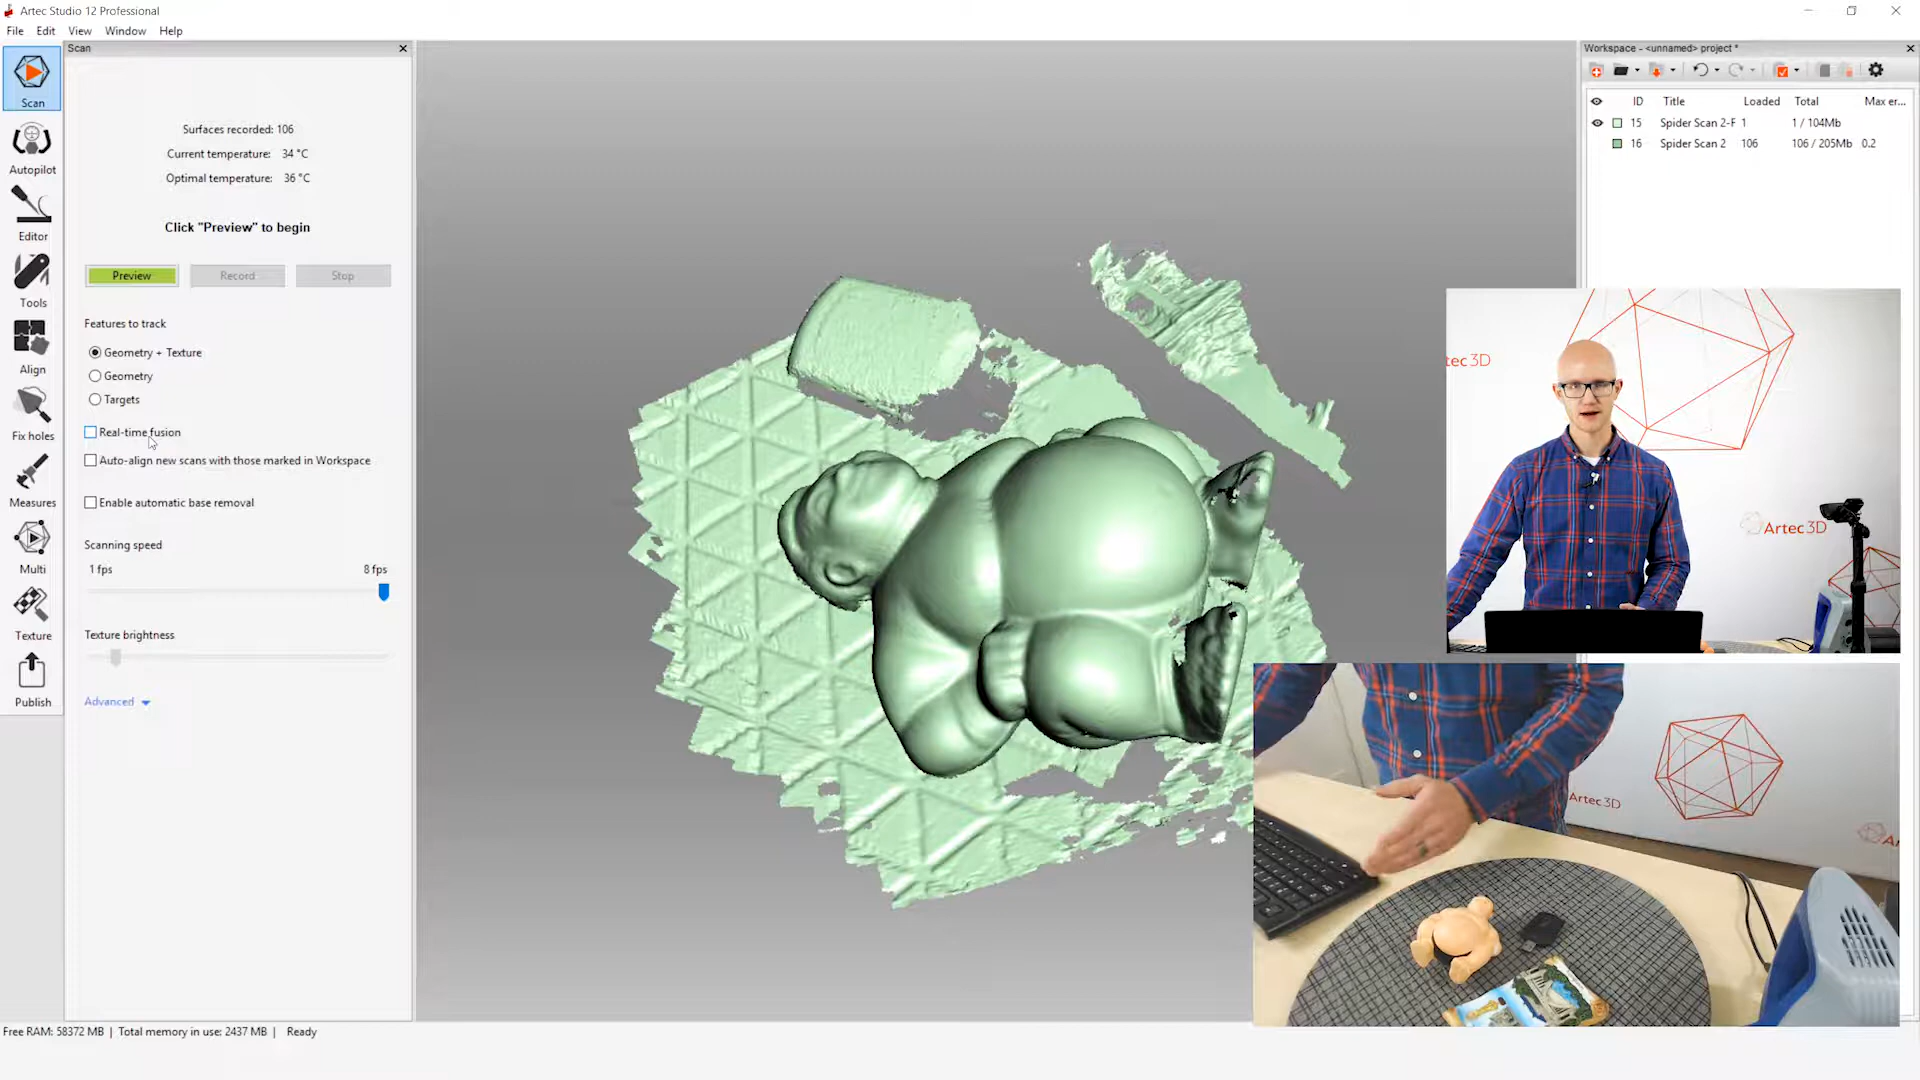 Artec Studio 12 Professional
File Edit View Window Help
Scan
Workspace - <unnamed> project *
Scan
Autopilot
Editor
Tools
Align
Fix holes
Measures
Multi
Texture
Publish
Surfaces recorded: 106
Current temperature: 34 °C
Optimal temperature: 36 °C
Click "Preview" to begin
Preview Record Stop
Features to track
Geometry + Texture
Geometry
Targets
Real-time fusion
Auto-align new scans with those marked in Workspace
Enable automatic base removal
Scanning speed
1 fps 8 fps
Texture brightness
Advanced
ID Title Loaded Total Max er...
15 Spider Scan 2-F 1 1 / 104Mb
16 Spider Scan 2 106 106 / 205Mb 0.2
tec 3D
Artec 3D
Artec 3D
A
Free RAM: 58372 MB | Total memory in use: 2437 MB | Ready